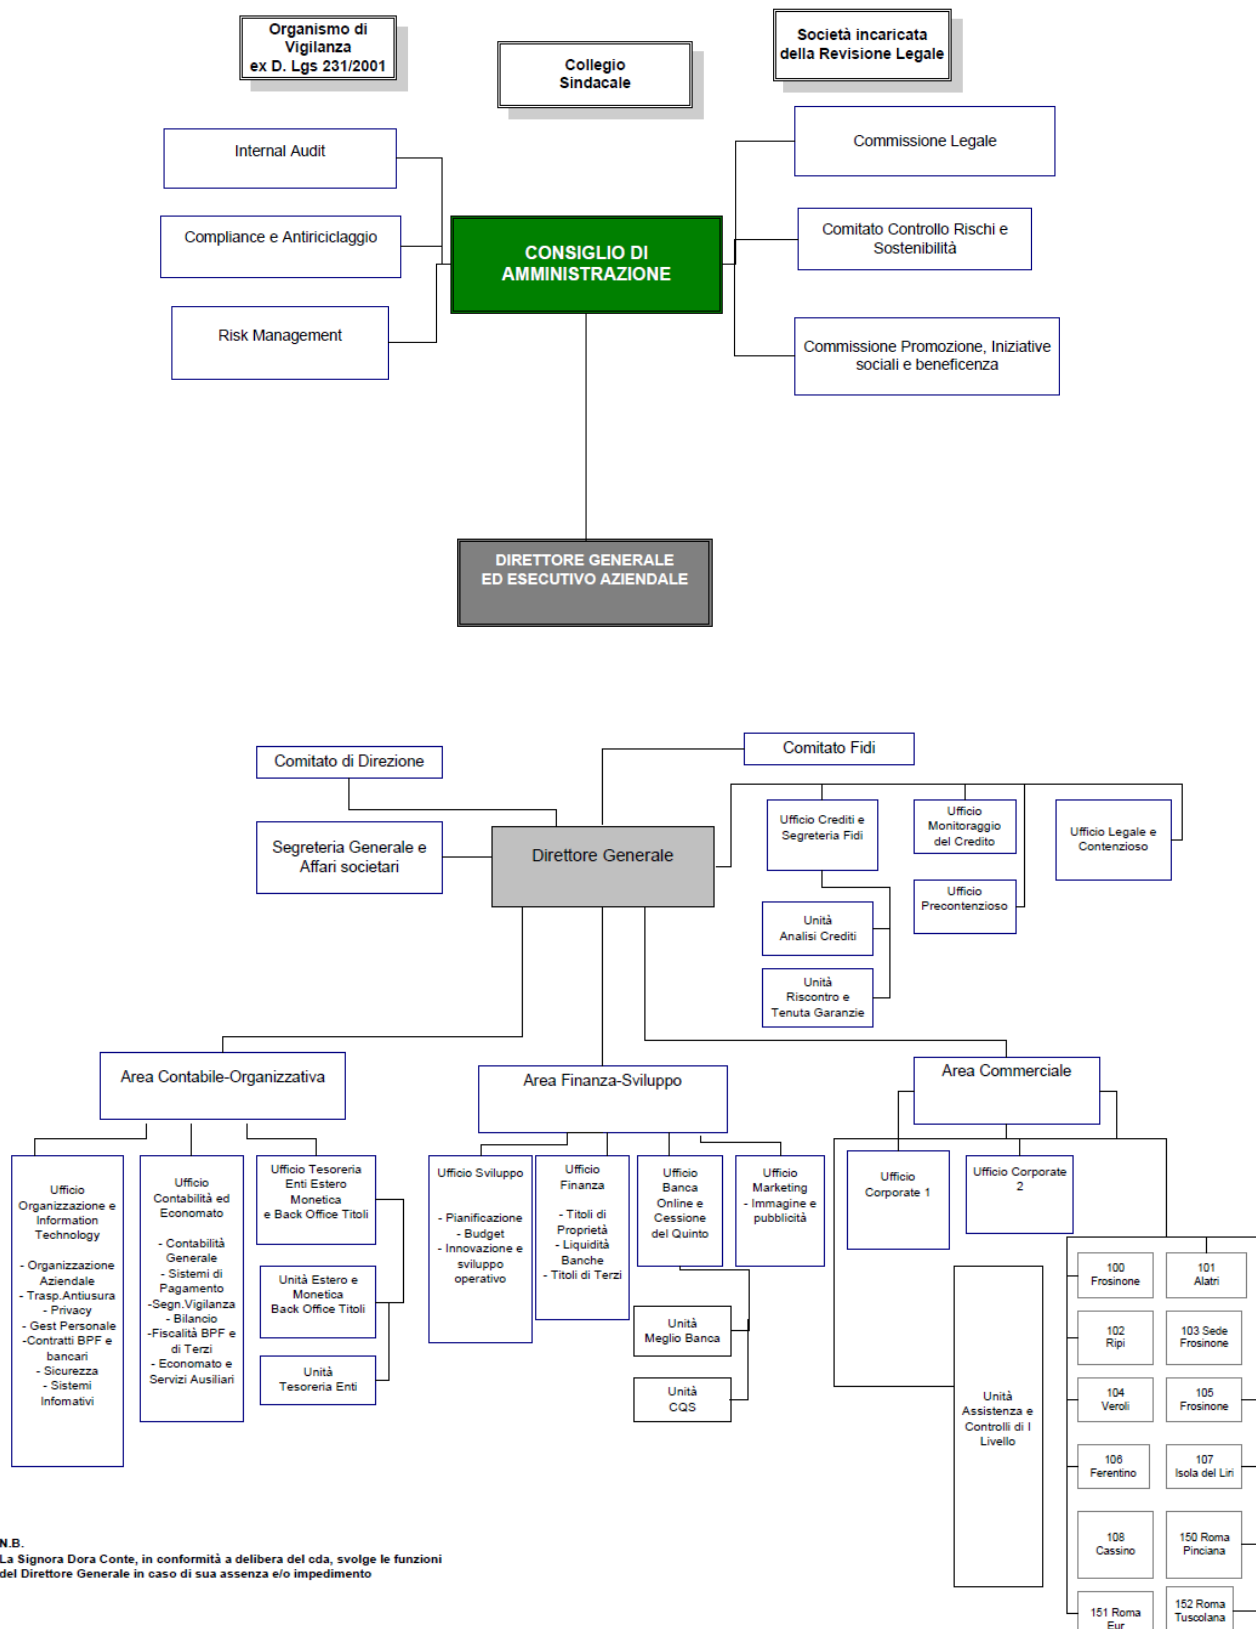 Organismo di
Vigilanza
ex D. Lgs 231/2001
Collegio
Sindacale
Società incaricata
della Revisione Legale
Internal Audit
Compliance e Antiriciclaggio
Risk Management
CONSIGLIO DI
AMMINISTRAZIONE
Commissione Legale
Comitato Controllo Rischi e
Sostenibilità
Commissione Promozione, Iniziative
sociali e beneficenza
DIRETTORE GENERALE
ED ESECUTIVO AZIENDALE
Comitato di Direzione
Comitato Fidi
Segreteria Generale e
Affari societari
Direttore Generale
Ufficio Crediti e
Segreteria Fidi
Ufficio
Monitoraggio
del Credito
Ufficio Legale e
Contenzioso
Ufficio
Precontenzioso
Unità
Analisi Crediti
Unità
Riscontro e
Tenuta Garanzie
Area Contabile-Organizzativa
Area Finanza-Sviluppo
Area Commerciale
Ufficio
Organizzazione e
Information
Technology
- Organizzazione
Aziendale
- Trasp.Antiusura
- Privacy
- Gest Personale
-Contratti BPF e
bancari
- Sicurezza
- Sistemi
Infomativi
Ufficio
Contabilità ed
Economato
- Contabilità
Generale
- Sistemi di
Pagamento
-Segn.Vigilanza
- Bilancio
-Fiscalità BPF e
di Terzi
- Economato e
Servizi Ausiliari
Ufficio Tesoreria
Enti Estero
Monetica
e Back Office Titoli
Unità Estero e
Monetica
Back Office Titoli
Unità
Tesoreria Enti
Ufficio Sviluppo
- Pianificazione
- Budget
- Innovazione e
sviluppo
operativo
Ufficio
Finanza
- Titoli di
Proprietà
- Liquidità
Banche
- Titoli di Terzi
Ufficio
Banca
Online e
Cessione
del Quinto
Ufficio
Marketing
- Immagine e
pubblicità
Unità
Meglio Banca
Unità
CQS
Ufficio
Corporate 1
Ufficio Corporate
2
Unità
Assistenza e
Controlli di I
Livello
100
Frosinone
101
Alatri
102
Ripi
103 Sede
Frosinone
104
Veroli
105
Frosinone
106
Ferentino
107
Isola del Liri
108
Cassino
150 Roma
Pinciana
151 Roma
Eur
152 Roma
Tuscolana
N.B.
La Signora Dora Conte, in conformità a delibera del cda, svolge le funzioni
del Direttore Generale in caso di sua assenza e/o impedimento